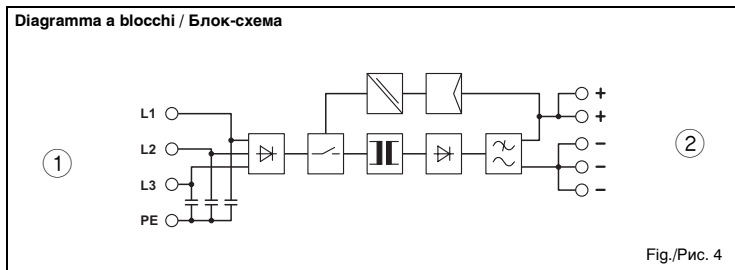 Diagramma a blocchi / Блок-схема
L1
L2
L3
PE
1
+
+
−
−
−
2
Fig./Рис. 4